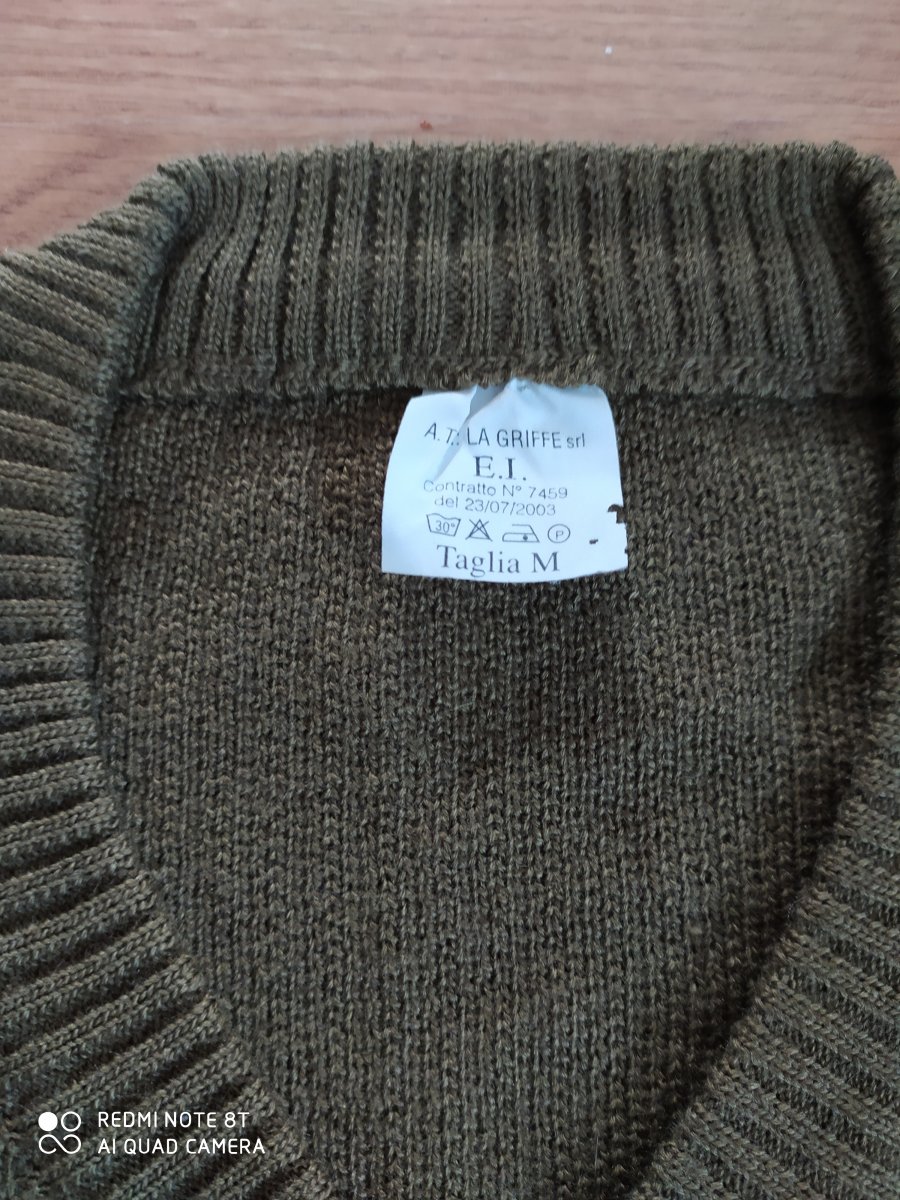 A.T.: LA GRIFFE srl
E.I.
Contratto N° 7459
del 23/07/2003
30° P
Taglia M
REDMI NOTE 8T
AI QUAD CAMERA